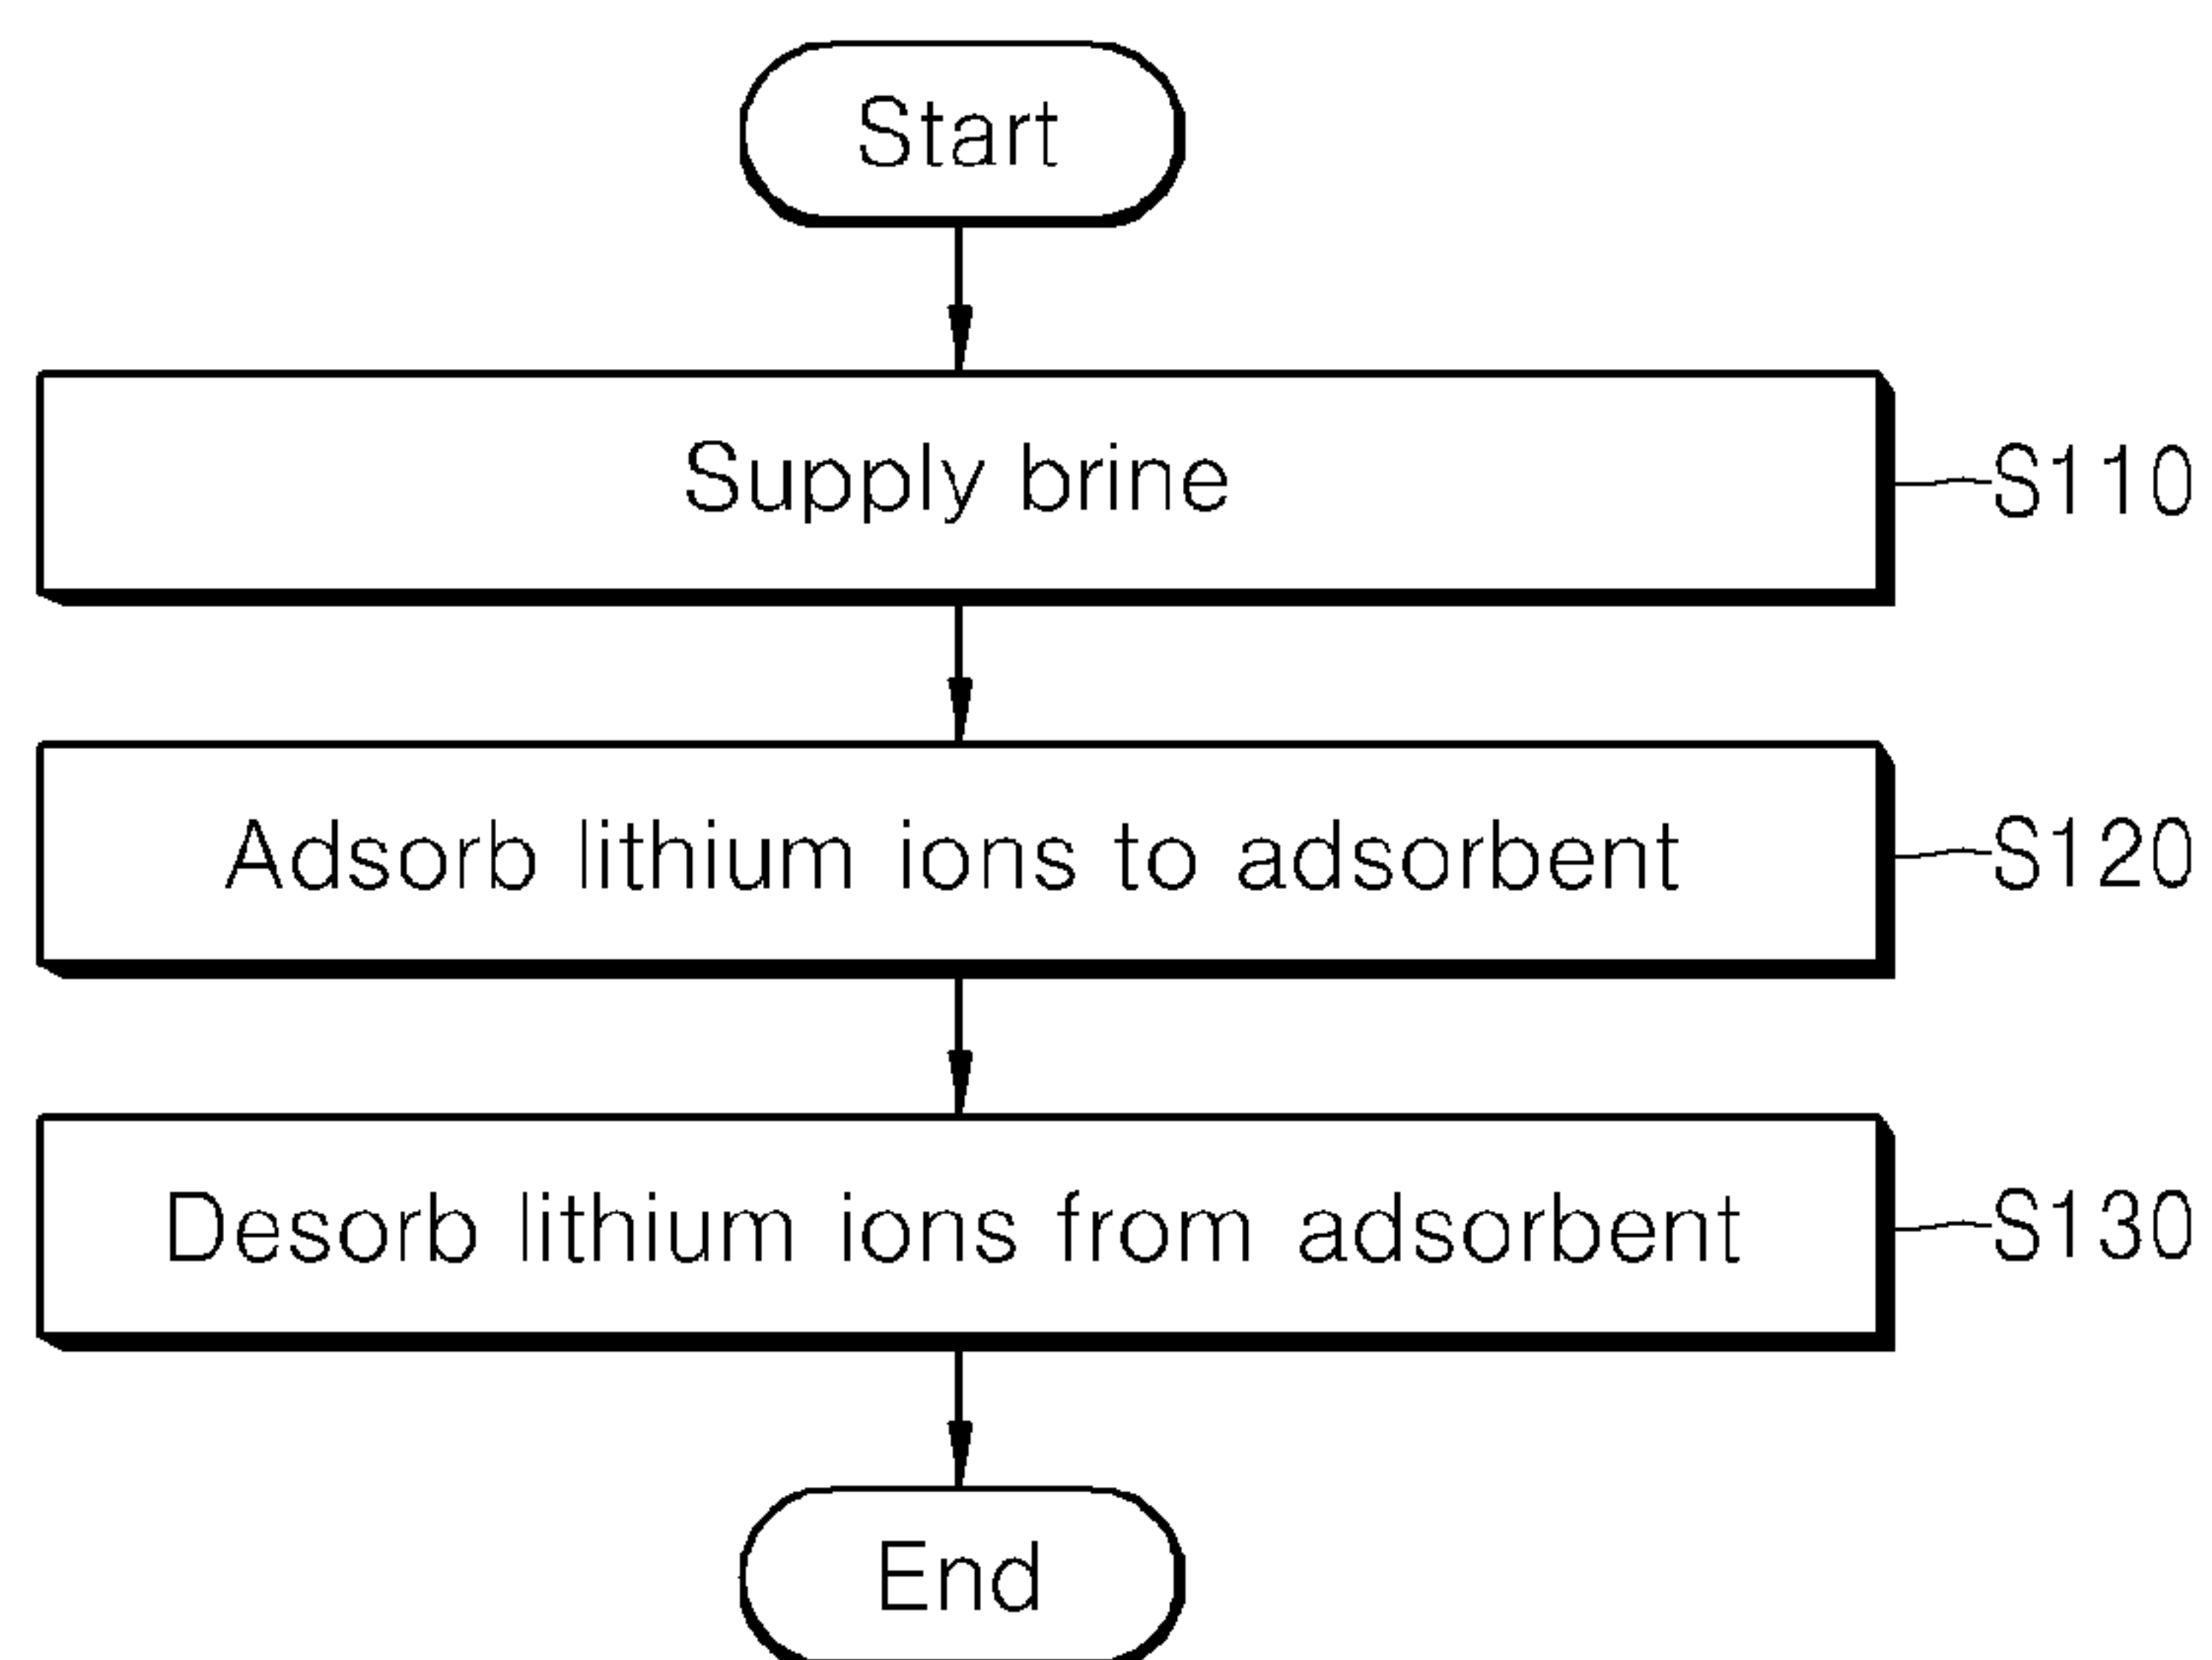 Start
Supply brine
S110
Adsorb lithium ions to adsorbent
S120
Desorb lithium ions from adsorbent
S130
End